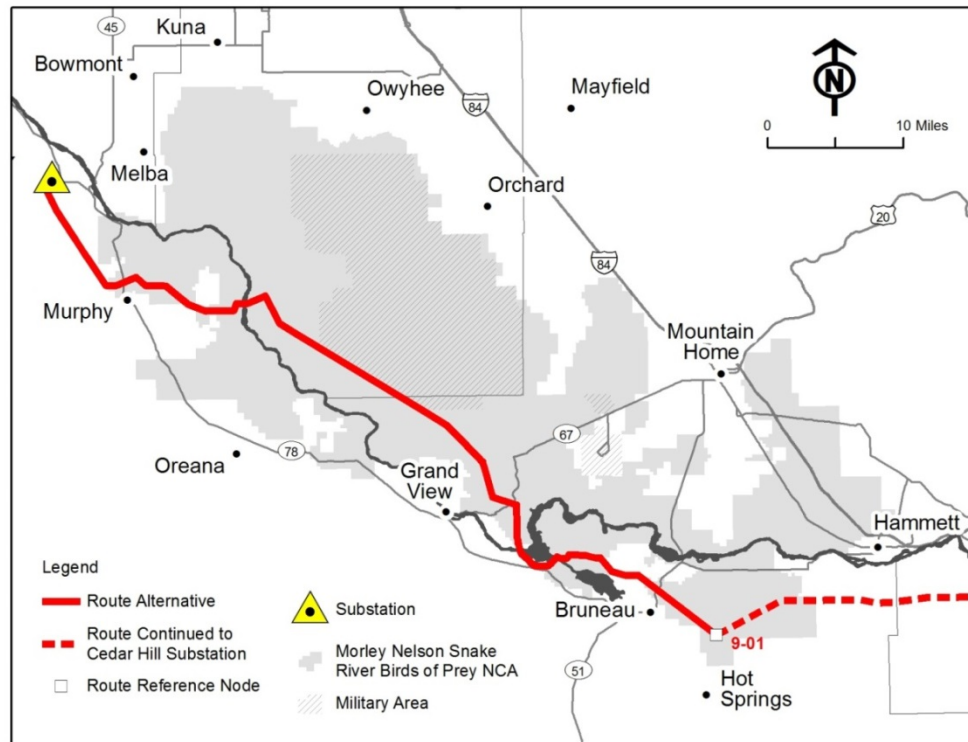 45
Kuna
Bowmont
Owyhee
84
Mayfield
N
0
10 Miles
Melba
Orchard
20
84
Murphy
Mountain
Home
67
Oreana
78
Grand
View
Hammett
Bruneau
9-01
51
Hot
Springs
Legend
Route Alternative
Route Continued to
Cedar Hill Substation
Route Reference Node
Substation
Morley Nelson Snake
River Birds of Prey NCA
Military Area